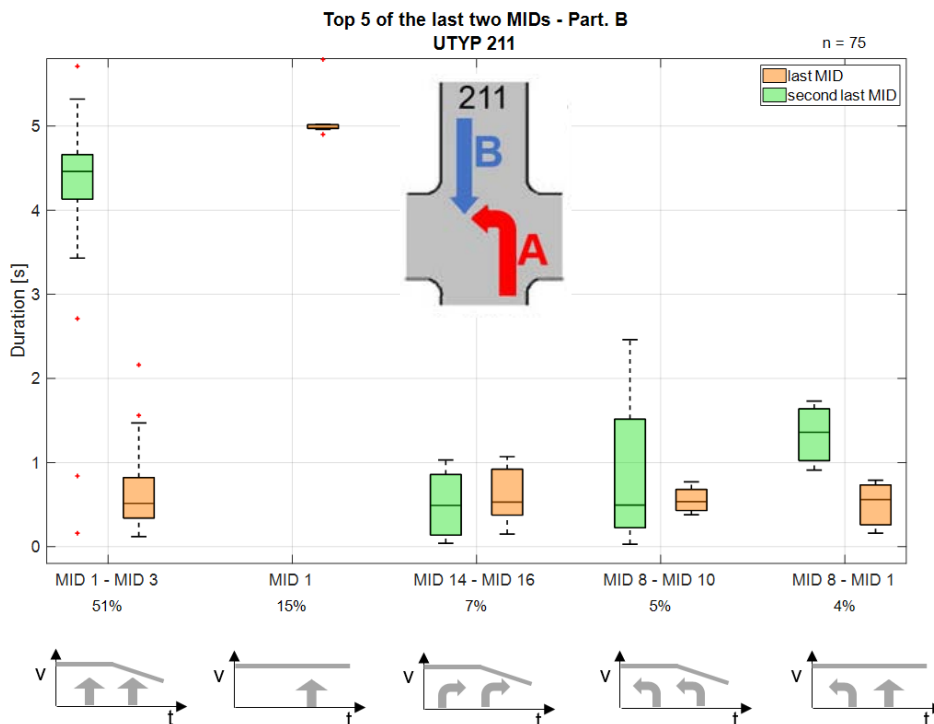 Top 5 of the last two MIDs - Part. B
UTYP 211
n = 75
last MID
second last MID
211
B
A
Duration [s]
5
4
3
2
1
0
MID 1 - MID 3
MID 1
MID 14 - MID 16
MID 8 - MID 10
MID 8 - MID 1
51%
15%
7%
5%
4%
V
t
V
t
V
t
V
t
V
t